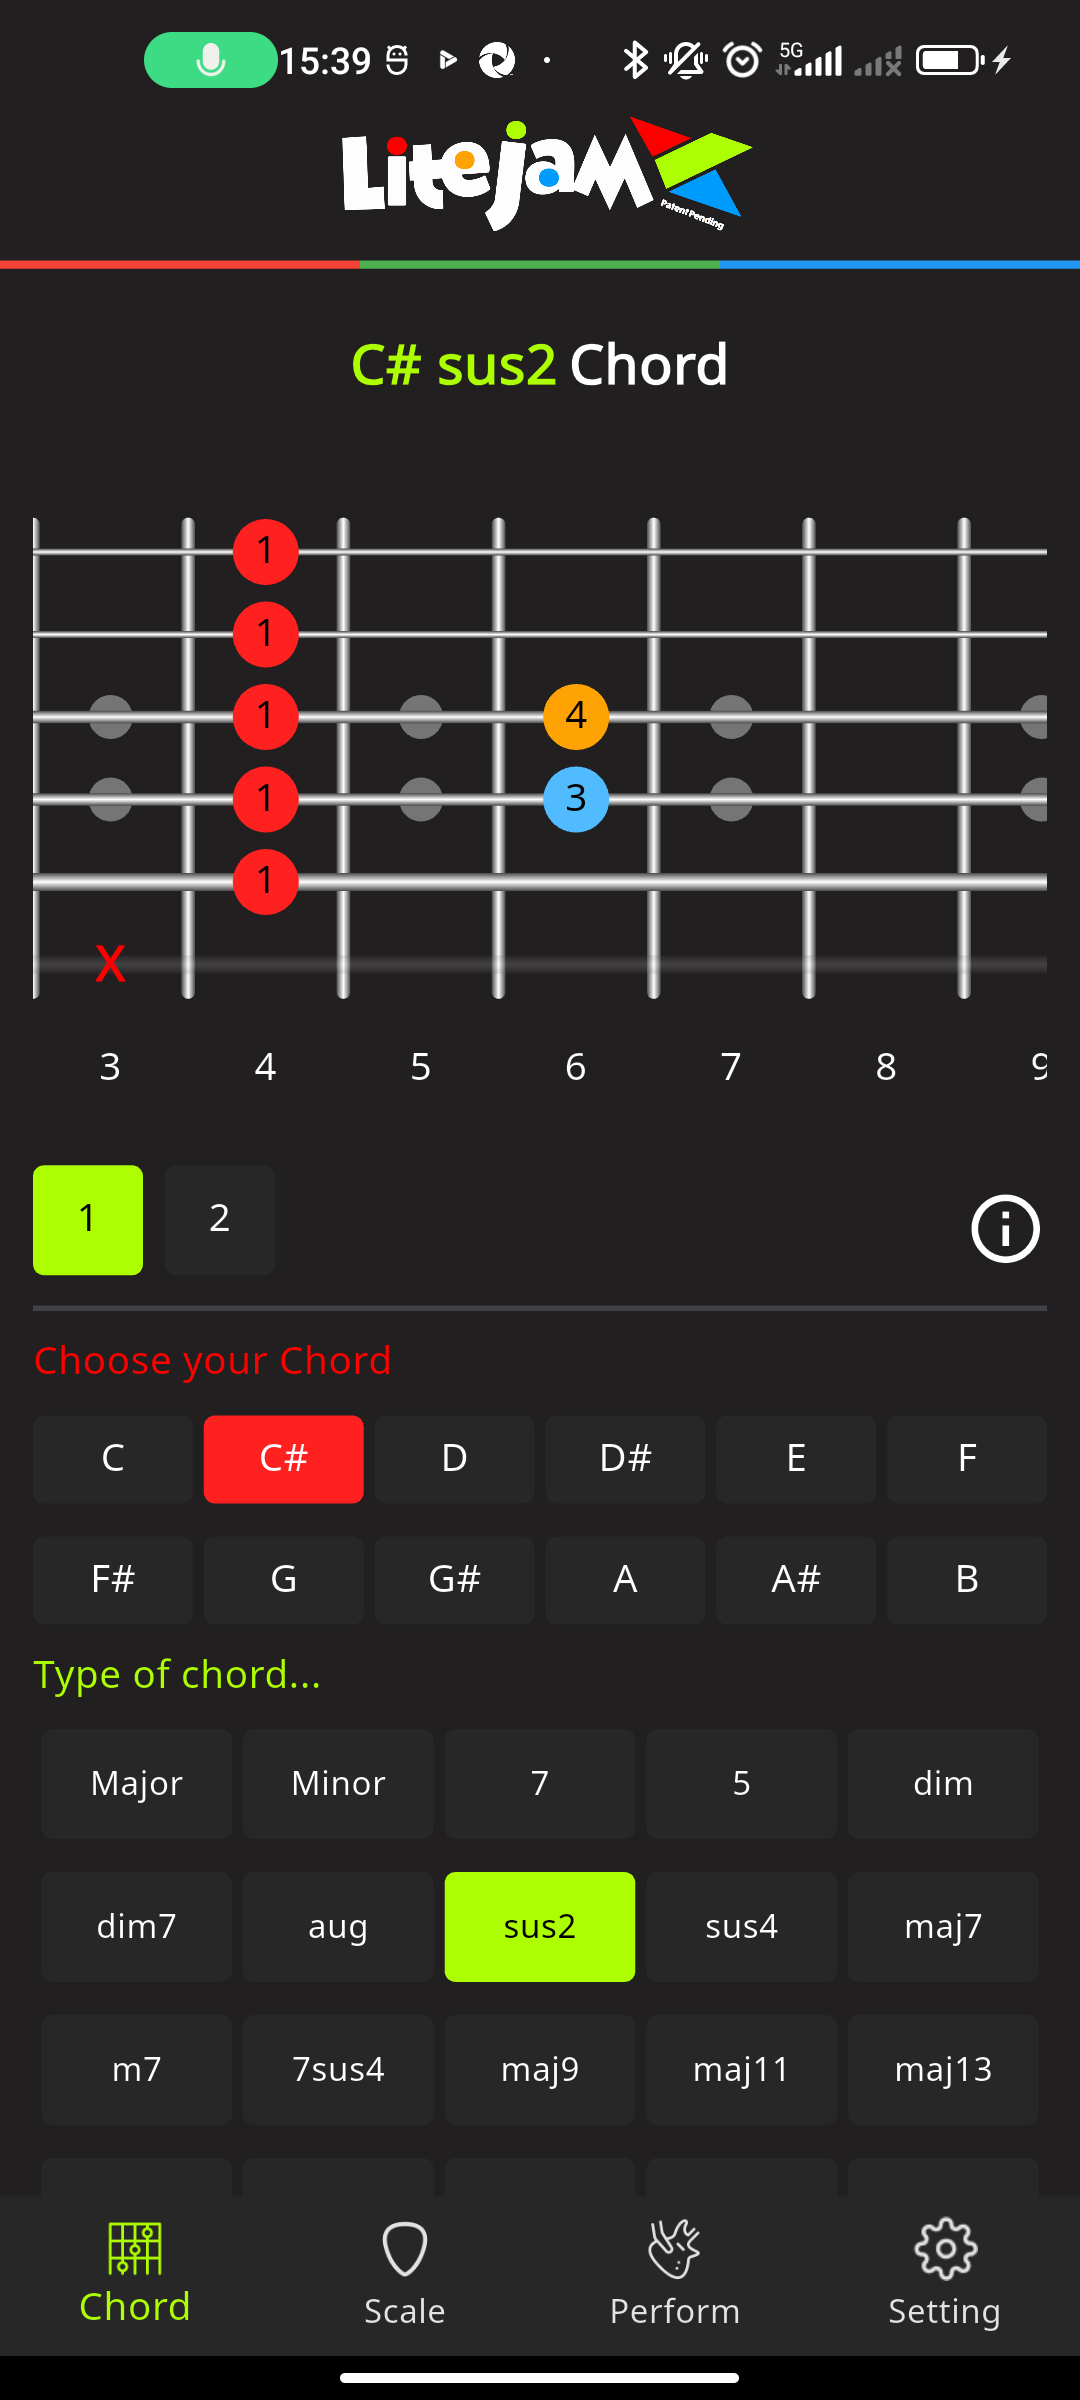 15:39
5G
Litejam
Patent Pending
C# sus2 Chord
1
1
1 4
1 3
1
X
3 4 5 6 7 8 9
1 2
Choose your Chord
C C# D D# E F
F# G G# A A# B
Type of chord...
Major Minor 7 5 dim
dim7 aug sus2 sus4 maj7
m7 7sus4 maj9 maj11 maj13
Chord Scale Perform Setting